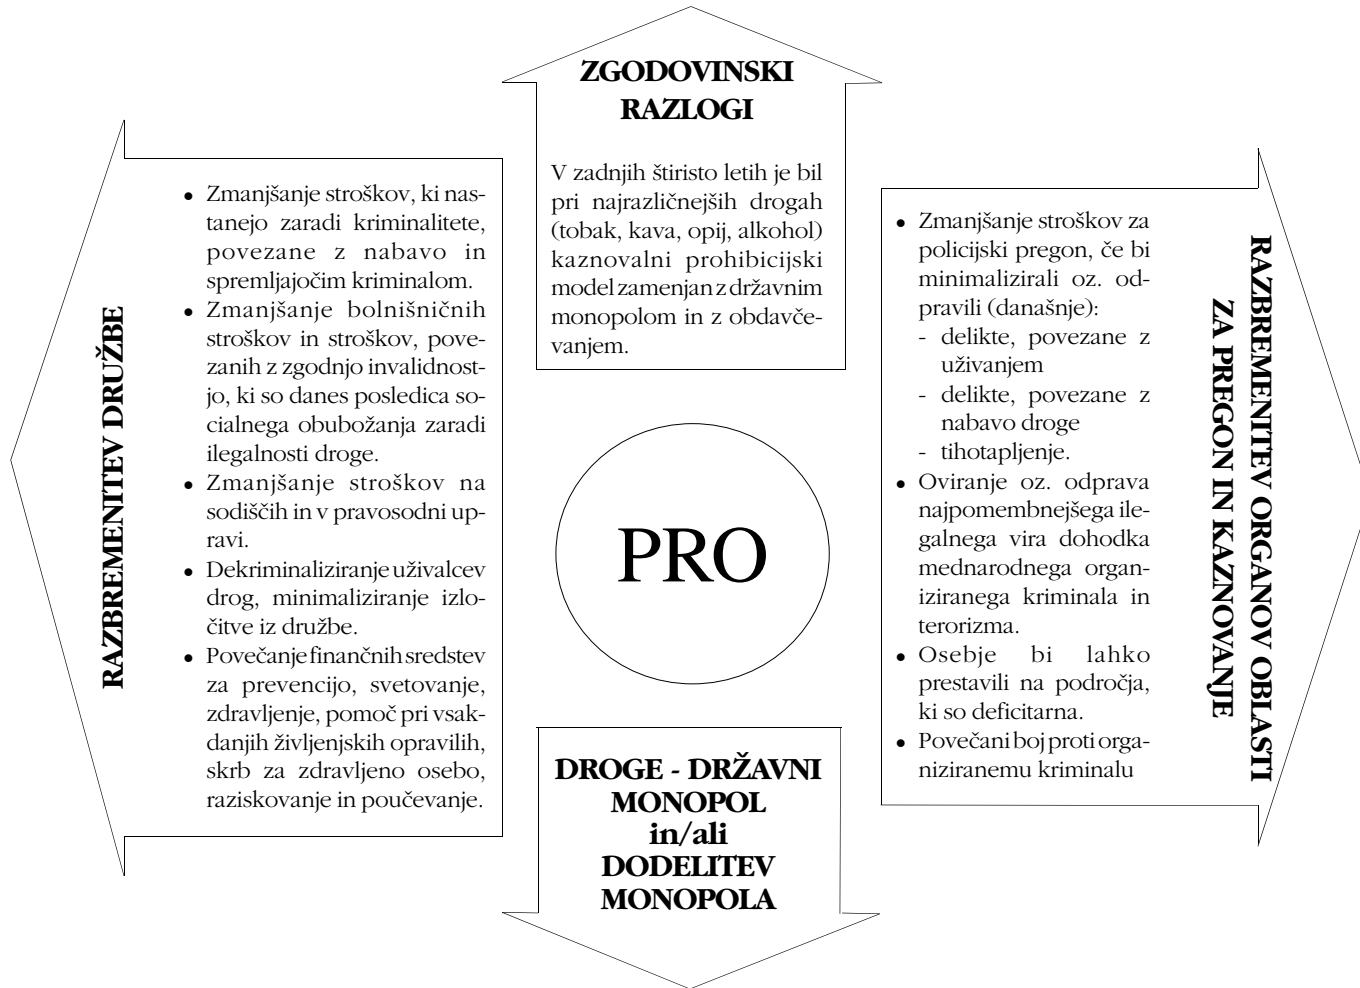 ZGODOVINSKI
RAZLOGI
V zadnjih štiristo letih je bil
pri najrazličnejših drogah
(tobak, kava, opij, alkohol)
kaznovalni prohibicijski
model zamenjan z državnim
monopolom in z obdavče-
vanjem.
RAZBREMENITEV DRUŽBE
• Zmanjšanje stroškov, ki nas-
tanejo zaradi kriminalitete,
povezane z nabavo in
spremljajočim kriminalom.
• Zmanjšanje bolnišničnih
stroškov in stroškov, pove-
zanih z zgodnjo invalidnost-
jo, ki so danes posledica so-
cialnega obubožanja zaradi
ilegalnosti droge.
• Zmanjšanje stroškov na
sodiščih in v pravosodni up-
ravi.
• Dekriminaliziranje uživalcev
drog, minimaliziranje izlo-
čitve iz družbe.
• Povečanje finančnih sredstev
za prevencijo, svetovanje,
zdravljenje, pomoč pri vsak-
danjih življenjskih opravilih,
skrb za zdravljeno osebo,
raziskovanje in poučevanje.
PRO
• Zmanjšanje stroškov za
policijski pregon, če bi
minimalizirali oz. od-
pravili (današnje):
- delikte, povezane z
uživanjem
- delikte, povezane z
nabavo droge
- tihotapljenje.
• Oviranje oz. odprava
najpomembnejšega ile-
galnega vira dohodka
mednarodnega organ-
iziranega kriminala in
terorizma.
• Osebje bi lahko
prestavili na področja,
ki so deficitarna.
• Povečani boj proti orga-
niziranemu kriminalu
RAZBREMENITEV ORGANOV OBLASTI
ZA PREGON IN KAZNOVANJE
DROGE - DRŽAVNI
MONOPOL
in/ali
DODELITEV
MONOPOLA